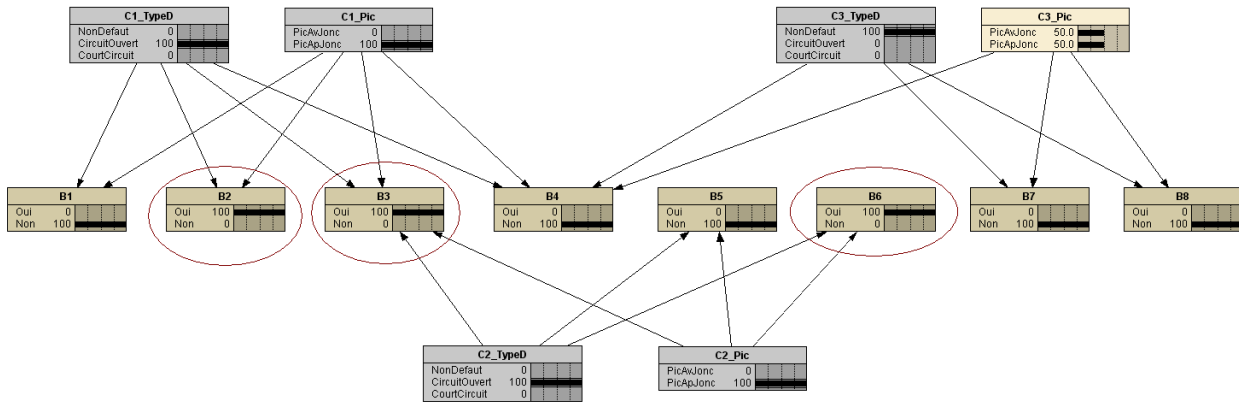 C1_TypeD
NonDefaut 0
CircuitOuvert 100
CourtCircuit 0
C1_Pic
PicAvJonc 0
PicApJonc 100
C3_TypeD
NonDefaut 100
CircuitOuvert 0
CourtCircuit 0
C3_Pic
PicAvJonc 50.0
PicApJonc 50.0
B1
Oui 0
Non 100
B2
Oui 100
Non 0
B3
Oui 100
Non 0
B4
Oui 0
Non 100
B5
Oui 0
Non 100
B6
Oui 100
Non 0
B7
Oui 0
Non 100
B8
Oui 0
Non 100
C2_TypeD
NonDefaut 0
CircuitOuvert 100
CourtCircuit 0
C2_Pic
PicAvJonc 0
PicApJonc 100